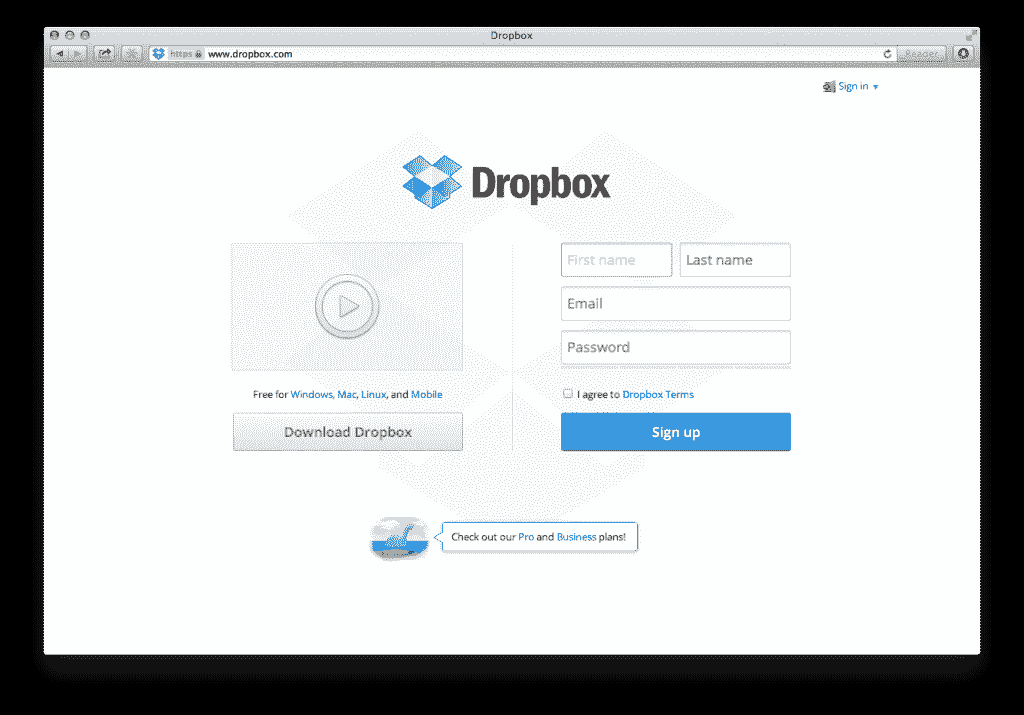 Dropbox
https www.dropbox.com Reader
Sign in
Dropbox
First name Last name
Email
Password
Free for Windows, Mac, Linux, and Mobile
I agree to Dropbox Terms
Download Dropbox
Sign up
Check out our Pro and Business plans!